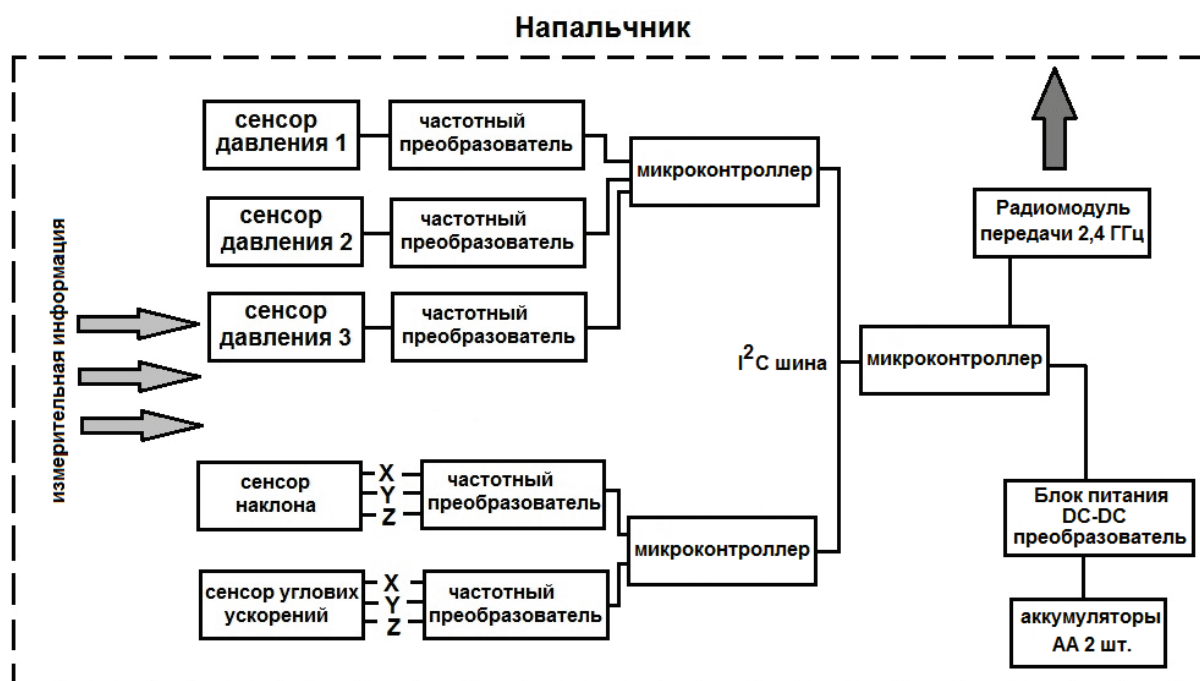 Напальчник
сенсор
давления 1
частотный
преобразователь
сенсор
давления 2
частотный
преобразователь
сенсор
давления 3
частотный
преобразователь
микроконтроллер
измерительная информация
сенсор
наклона
X
Y
Z
частотный
преобразователь
сенсор углових
ускорений
X
Y
Z
частотный
преобразователь
микроконтроллер
I²C шина
микроконтроллер
Радиомодуль
передачи 2,4 ГГц
Блок питания
DC-DC
преобразователь
аккумуляторы
АА 2 шт.